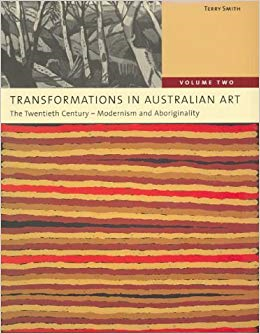 TERRY SMITH
VOLUME TWO
TRANSFORMATIONS IN AUSTRALIAN ART
The Twentieth Century – Modernism and Aboriginality